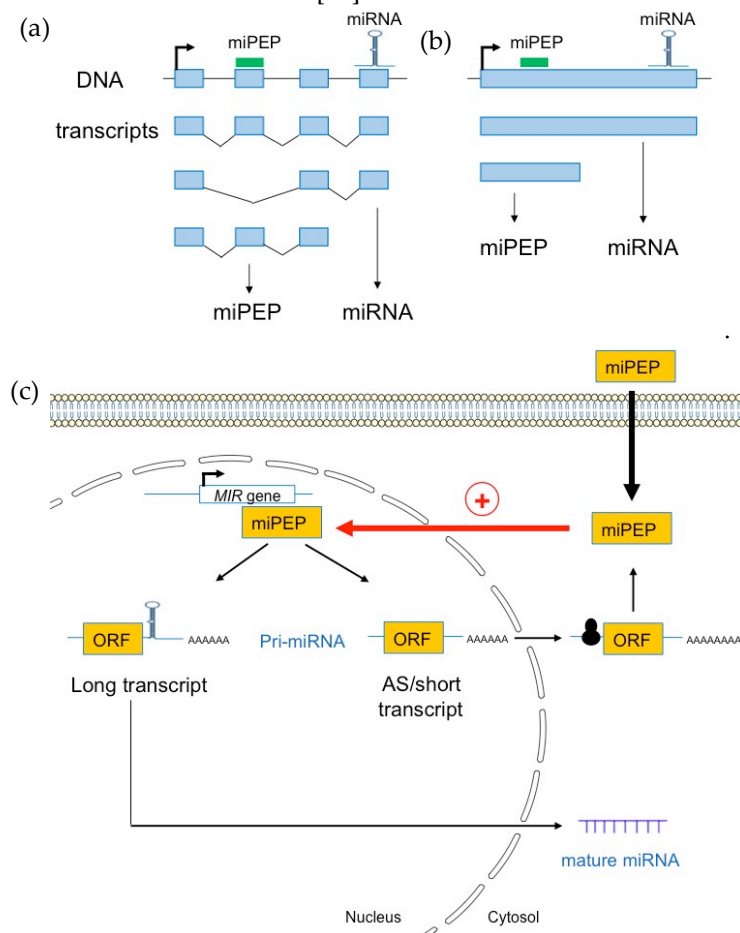 (a)
miPEP
miRNA
DNA
transcripts
miPEP
miRNA
(b)
miPEP
miRNA
miPEP
miRNA
.
(c)
miPEP
MIR gene
miPEP
+
miPEP
ORF
AAAAAA
Pri-miRNA
ORF
AAAAAA
ORF
AAAAAAAA
Long transcript
AS/short
transcript
mature miRNA
Nucleus
Cytosol